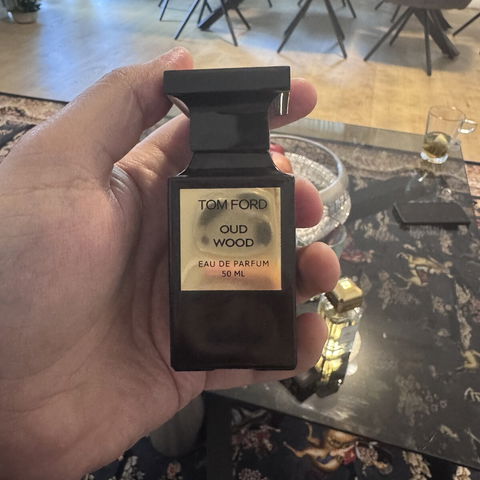 TOM FORD
OUD
WOOD
EAU DE PARFUM
50 ML